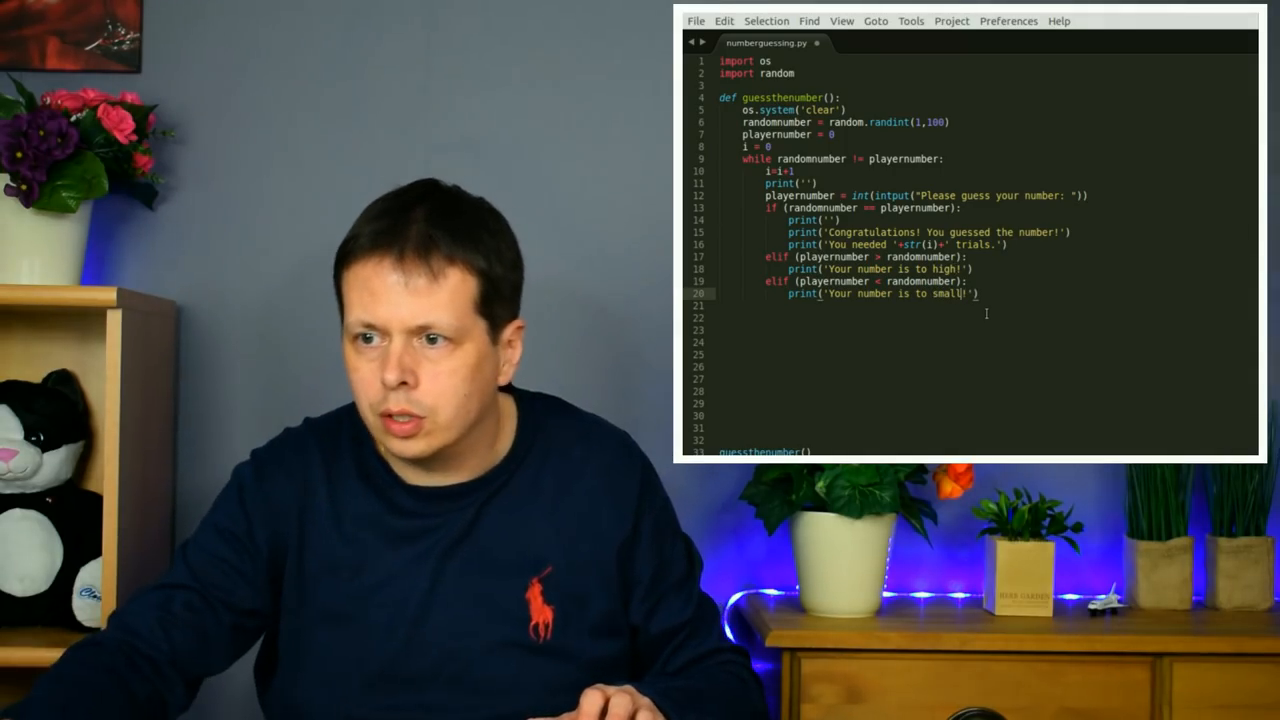 File Edit Selection Find View Goto Tools Project Preferences Help
numberguessing.py
1 import os
2 import random
3
4 def guessthenumber():
5 os.system('clear')
6 randomnumber = random.randint(1,100)
7 playernumber = 0
8 i = 0
9 while randomnumber != playernumber:
10 i=i+1
11 print('')
12 playernumber = int(intput("Please guess your number: "))
13 if (randomnumber == playernumber):
14 print('')
15 print('Congratulations! You guessed the number!')
16 print('You needed '+str(i)+' trials.')
17 elif (playernumber > randomnumber):
18 print('Your number is to high!')
19 elif (playernumber < randomnumber):
20 print('Your number is to small!')
21
22
23
24
25
26
27
28
29
30
31
32
33 guessthenumber()
HERB GARDEN